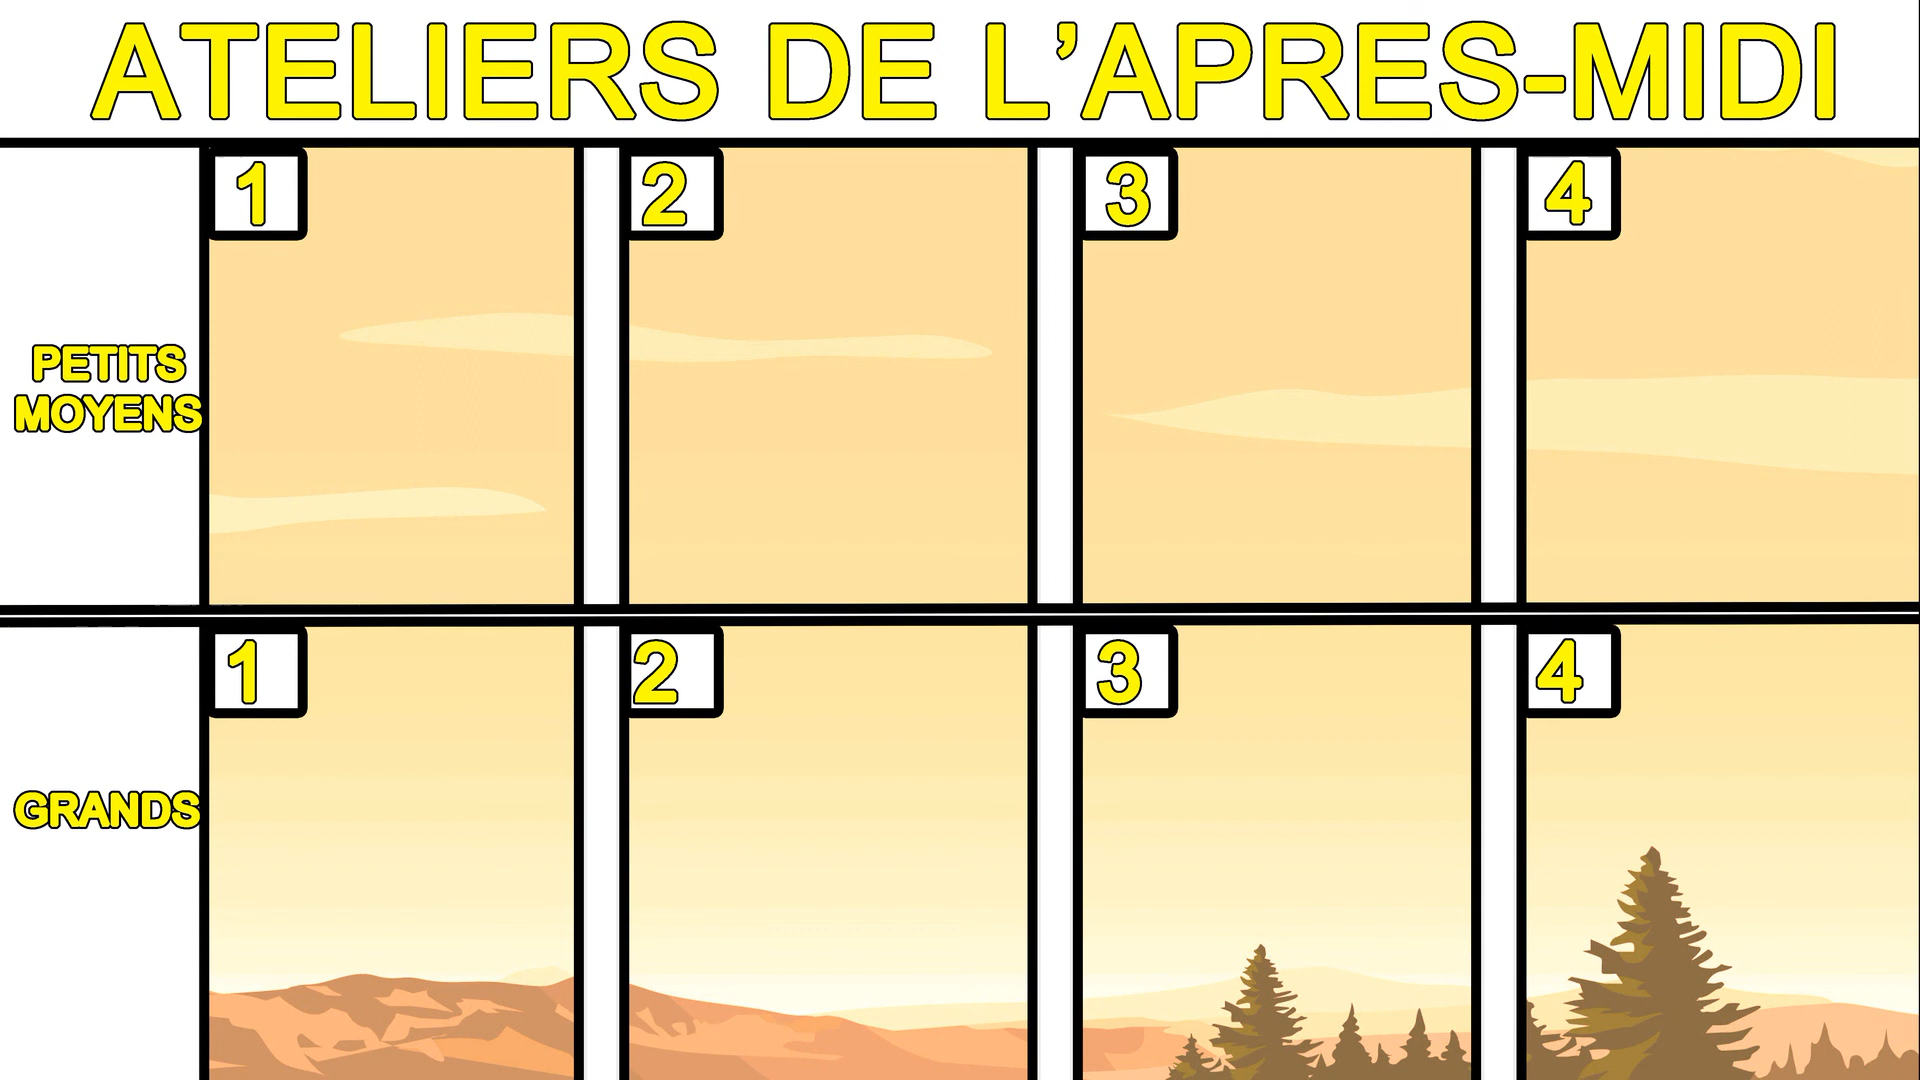 ATELIERS DE L’APRES-MIDI
1
2
3
4
PETITS
MOYENS
1
2
3
4
GRANDS